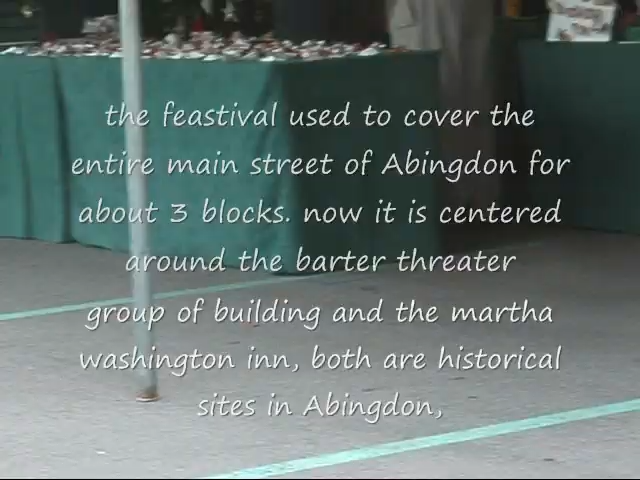 the feastival used to cover the
entire main street of Abingdon for
about 3 blocks. now it is centered
around the barter threater
group of building and the martha
washington inn, both are historical
sites in Abingdon,